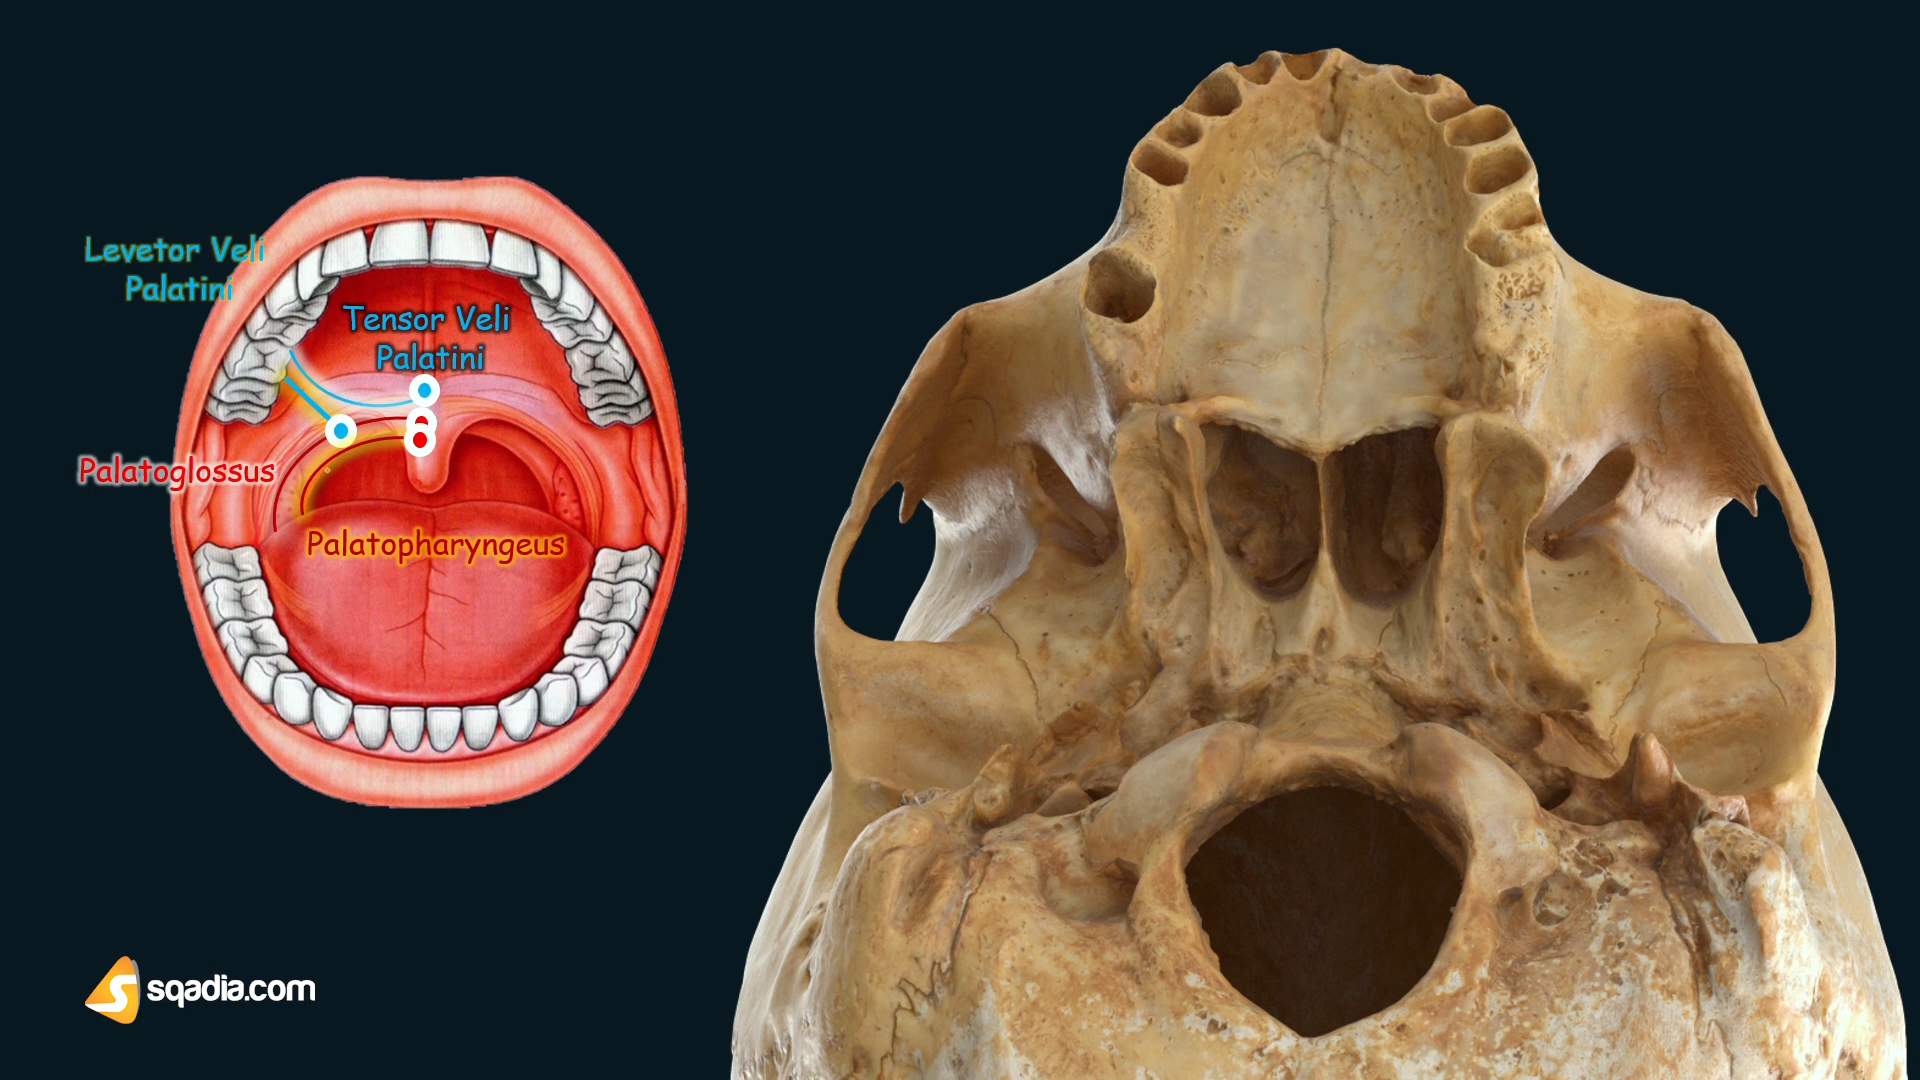 Levetor Veli
Palatini
Tensor Veli
Palatini
Palatoglossus
Palatopharyngeus
sqadia.com